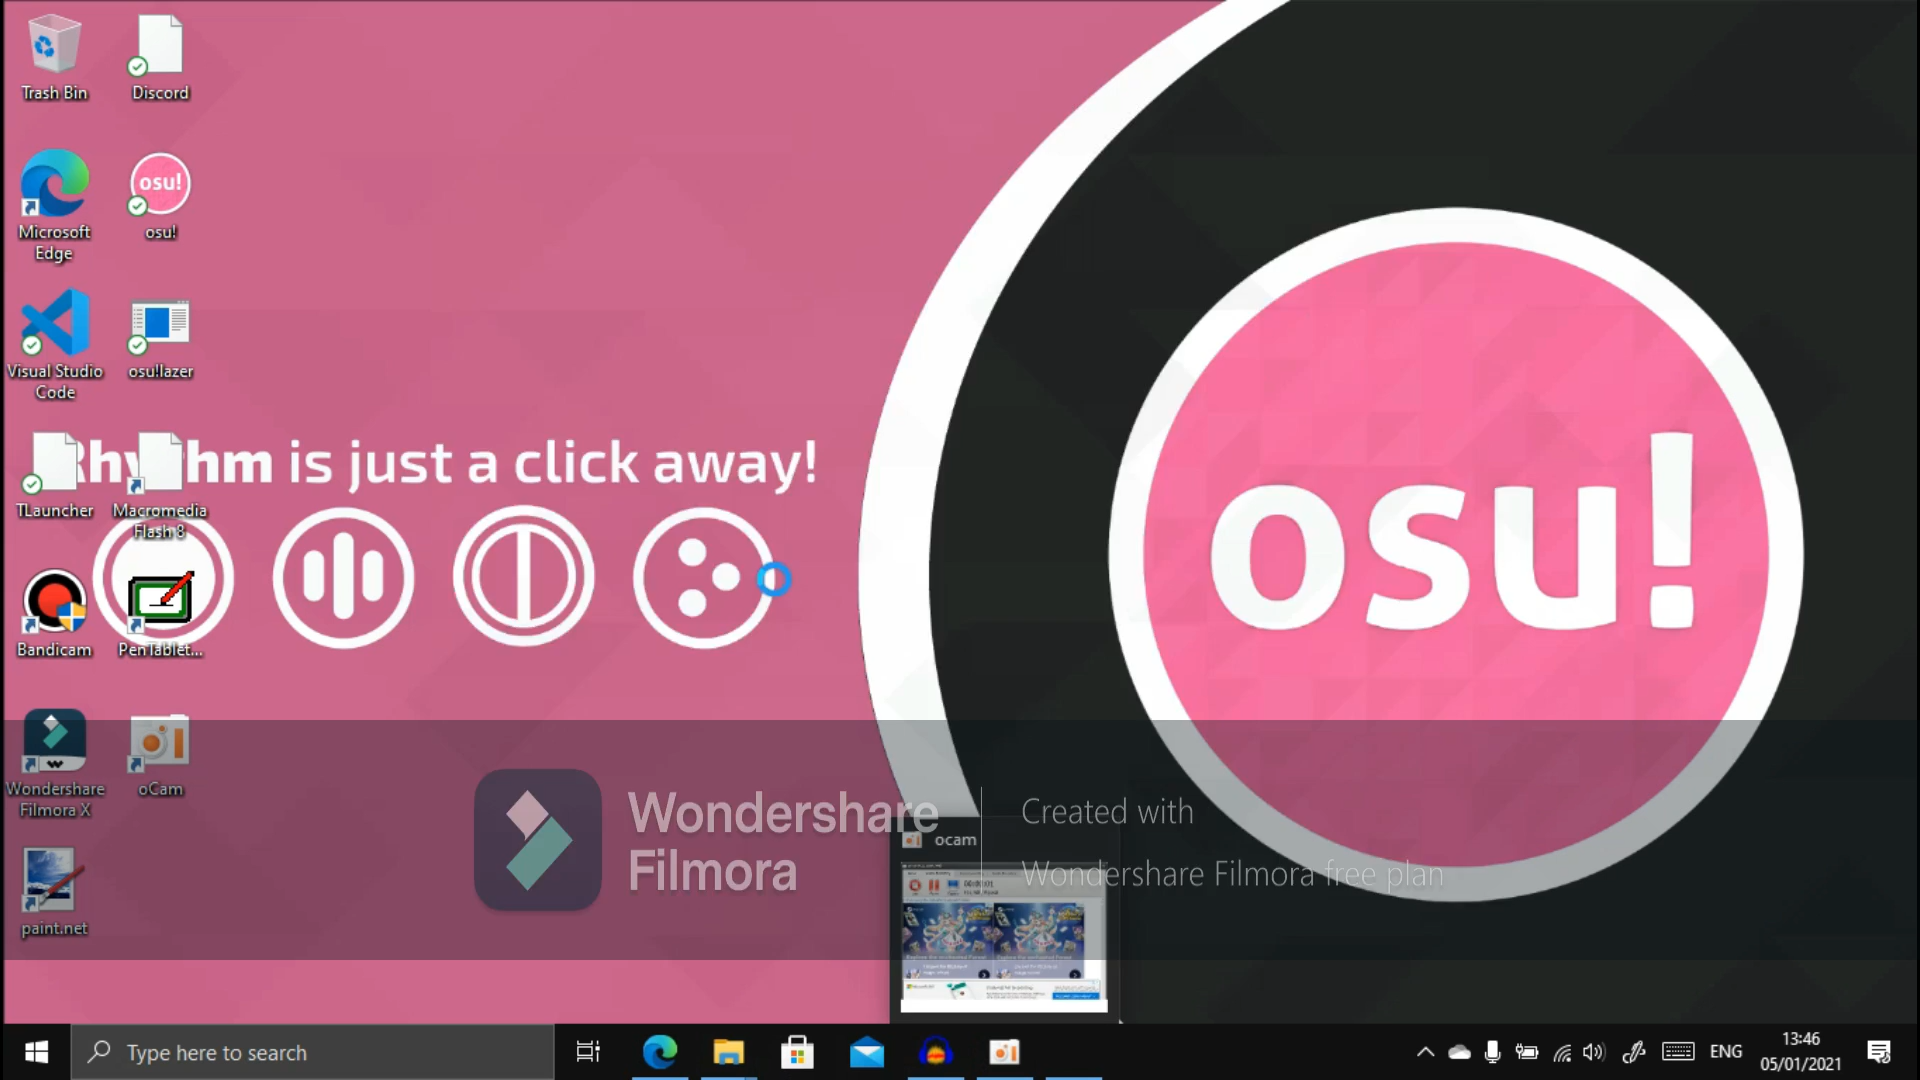 Trash Bin
Discord
osu!
Microsoft
Edge
osu!
Visual Studio
Code
osu!lazer
Rhythm is just a click away!
TLauncher
Macromedia
Flash 8
Bandicam
PenTablet...
osu!
Wondershare
Filmora X
oCam
paint.net
Wondershare
Filmora
Created with
Wondershare Filmora free plan
ocam
Type here to search
ENG
13:46
05/01/2021